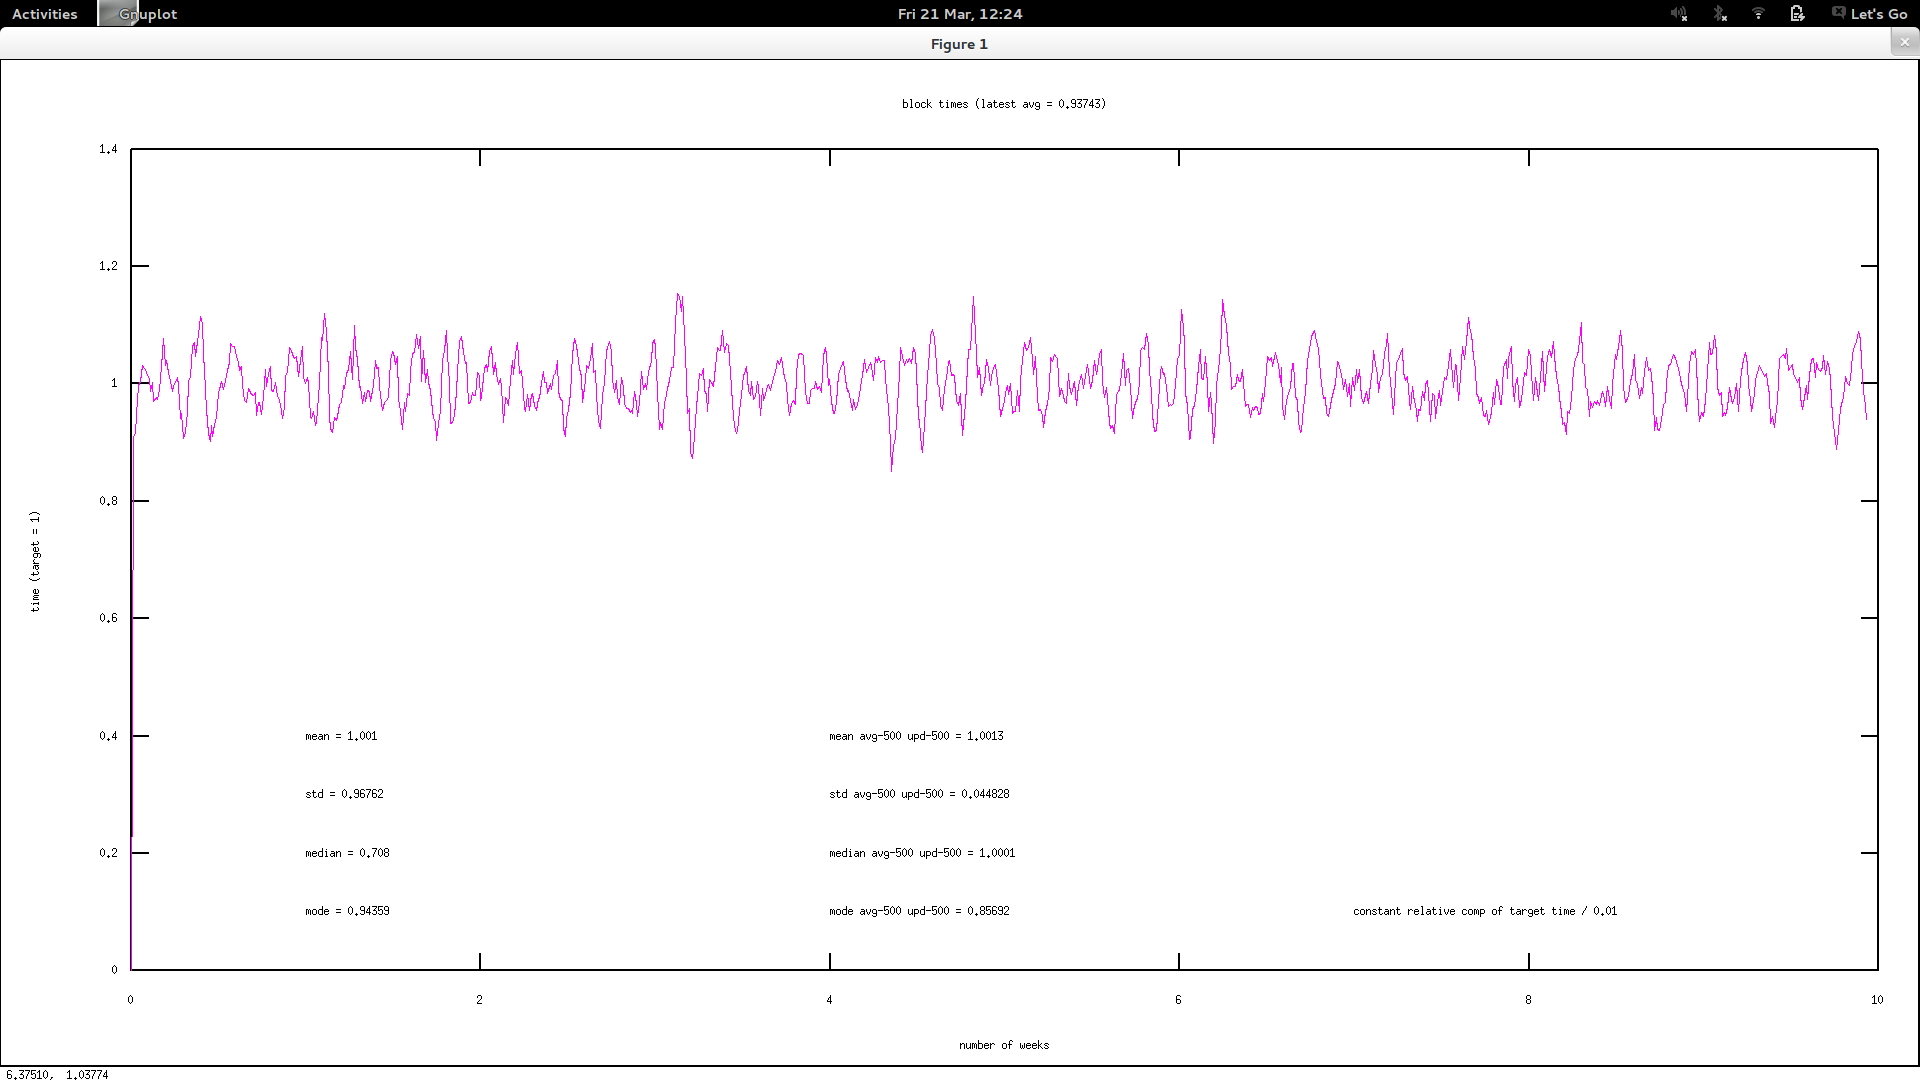 Activities Gnuplot Fri 21 Mar, 12:24 Let's Go
Figure 1
block times (latest avg = 0.93743)
1.4
1.2
1
0.8
0.6
0.4
0.2
0
time (target = 1)
mean = 1.001
std = 0.96762
median = 0.708
mode = 0.94359
mean avg-500 upd-500 = 1.0013
std avg-500 upd-500 = 0.044828
median avg-500 upd-500 = 1.0001
mode avg-500 upd-500 = 0.85692
constant relative comp of target time / 0.01
0 2 4 6 8 10
number of weeks
6.37510, 1.03774